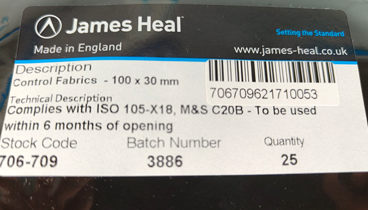 James Heal
Setting the Standard
Made in England
www.james-heal.co.uk
Description
Control Fabrics - 100 x 30 mm
706709621710053
Technical Description
Complies with ISO 105-X18, M&S C20B - To be used
within 6 months of opening
Stock Code Batch Number Quantity
706-709 3886 25